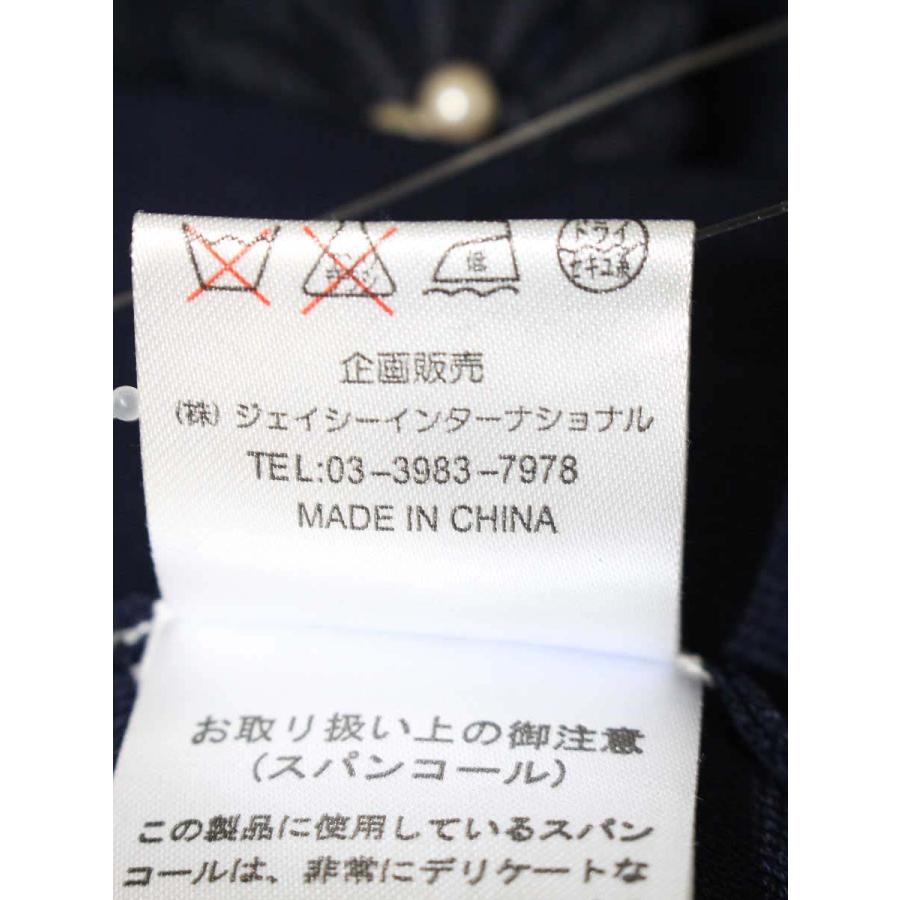 ドライ
セキユ系
低
企画販売
(株) ジェイシーインターナショナル
TEL:03-3983-7978
MADE IN CHINA
お取り扱い上の御注意
(スパンコール)
この製品に使用しているスパン
コールは、非常にデリケートな